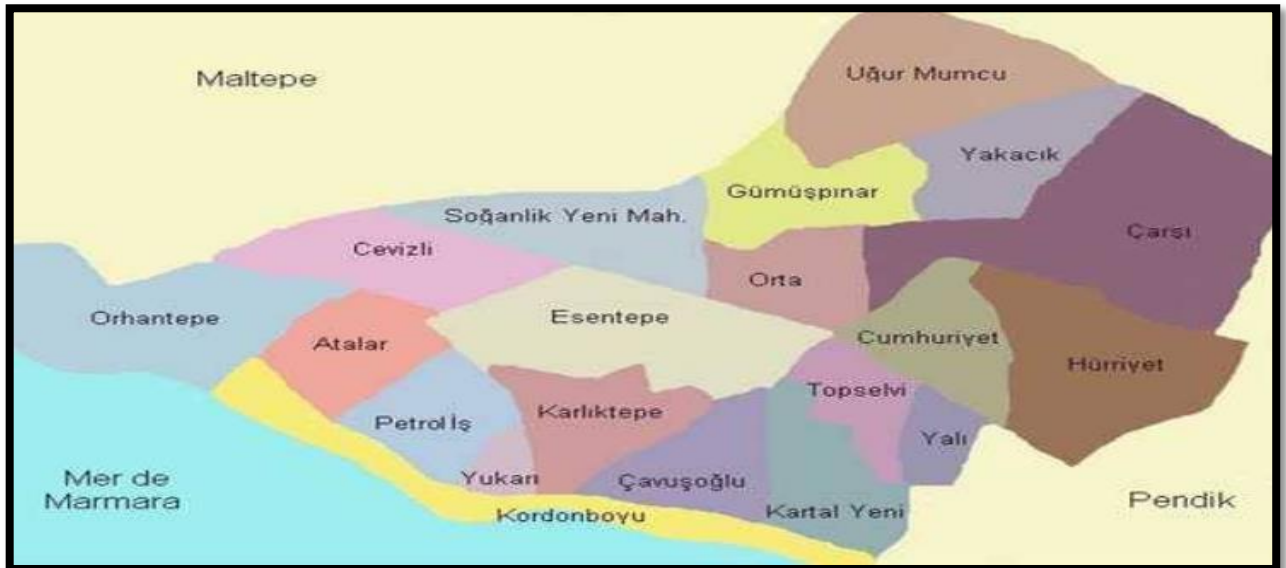 Maltepe
Uğur Mumcu
Yakacık
Gümüşpınar
Soğanlik Yeni Mah.
Çarşı
Cevizli
Orta
Orhantepe
Esentepe
Atalar
Cumhuriyet
Hürriyet
Topselvi
Karlıktepe
Petrol İş
Yalı
Yukarı
Çavuşoğlu
Mer de
Marmara
Kordonboyu
Kartal Yeni
Pendik